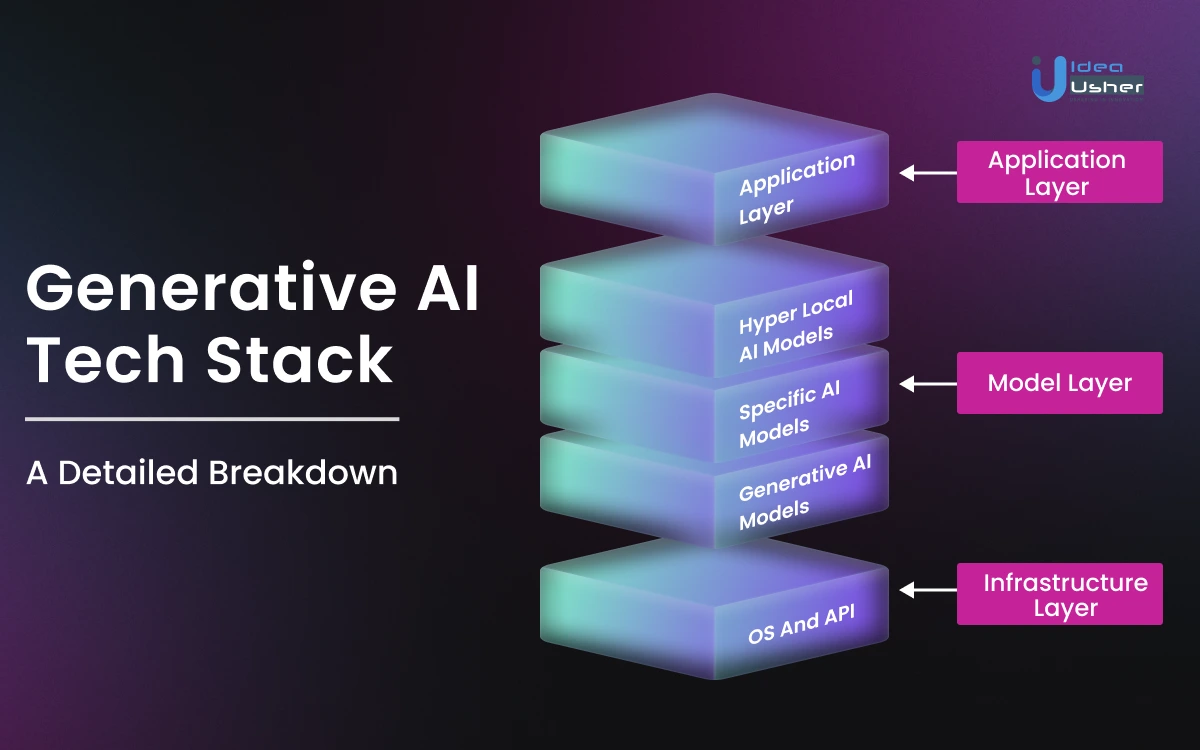 Idea
Usher
Generative AI
Tech Stack
A Detailed Breakdown
Application
Layer
Hyper Local
AI Models
Specific AI
Models
Generative AI
Models
OS And API
Application
Layer
Model Layer
Infrastructure
Layer